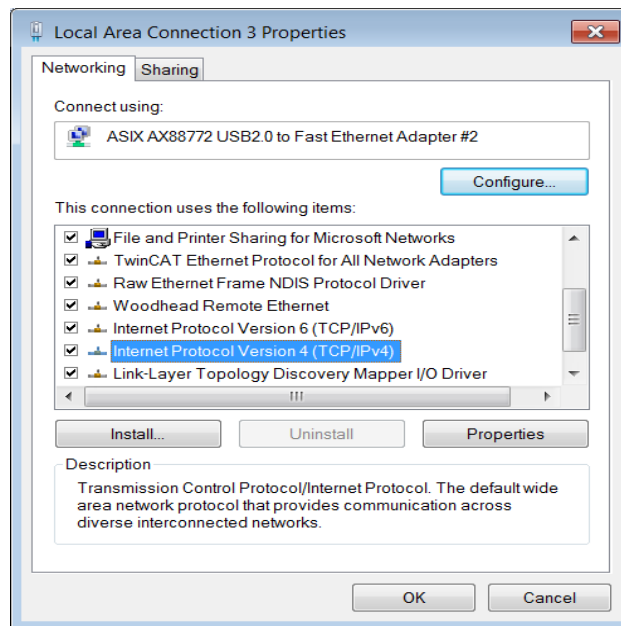 Local Area Connection 3 Properties
Networking
Sharing
Connect using:
ASIX AX88772 USB2.0 to Fast Ethernet Adapter #2
Configure...
This connection uses the following items:
File and Printer Sharing for Microsoft Networks
TwinCAT Ethernet Protocol for All Network Adapters
Raw Ethernet Frame NDIS Protocol Driver
Woodhead Remote Ethernet
Internet Protocol Version 6 (TCP/IPv6)
Internet Protocol Version 4 (TCP/IPv4)
Link-Layer Topology Discovery Mapper I/O Driver
Install...
Uninstall
Properties
Description
Transmission Control Protocol/Internet Protocol. The default wide
area network protocol that provides communication across
diverse interconnected networks.
OK
Cancel